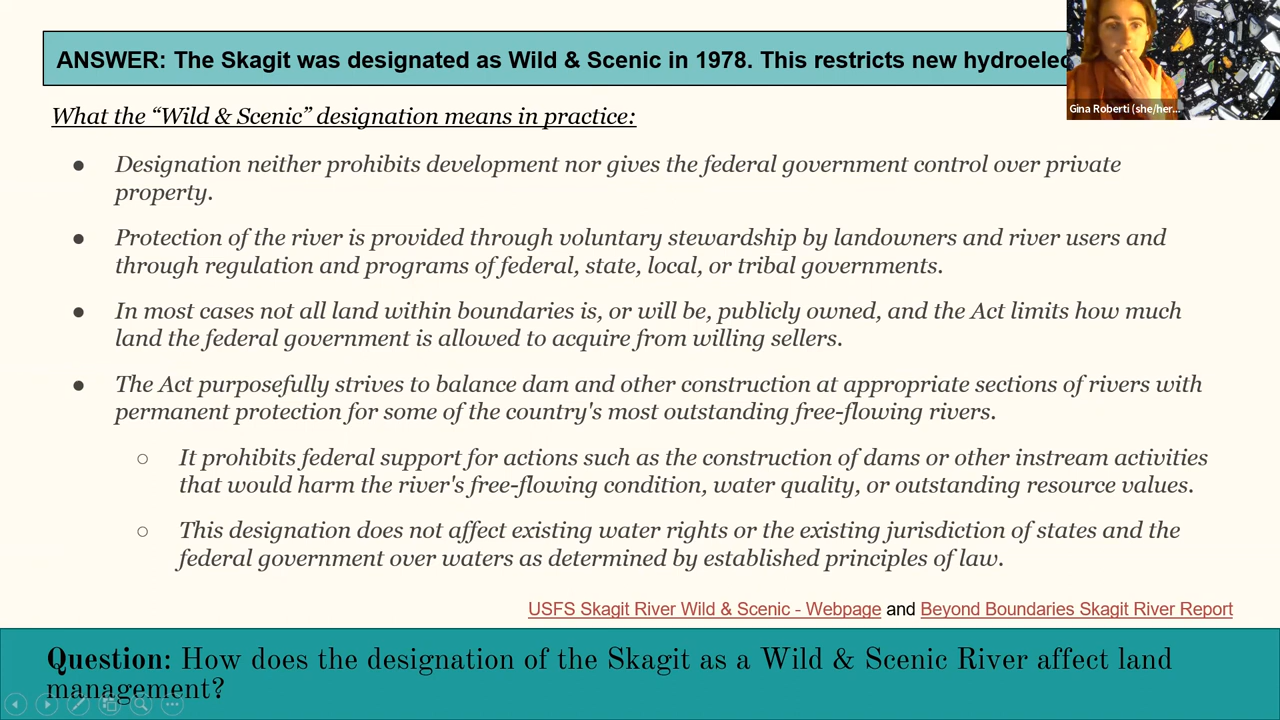 ANSWER: The Skagit was designated as Wild & Scenic in 1978. This restricts new
Gina Roberti (she/her...
What the “Wild & Scenic” designation means in practice:
● Designation neither prohibits development nor gives the federal government control over private
property.
● Protection of the river is provided through voluntary stewardship by landowners and river users and
through regulation and programs of federal, state, local, or tribal governments.
● In most cases not all land within boundaries is, or will be, publicly owned, and the Act limits how much
land the federal government is allowed to acquire from willing sellers.
● The Act purposefully strives to balance dam and other construction at appropriate sections of rivers with
permanent protection for some of the country's most outstanding free-flowing rivers.
○ It prohibits federal support for actions such as the construction of dams or other instream activities
that would harm the river's free-flowing condition, water quality, or outstanding resource values.
○ This designation does not affect existing water rights or the existing jurisdiction of states and the
federal government over waters as determined by established principles of law.
USFS Skagit River Wild & Scenic - Webpage and Beyond Boundaries Skagit River Report
Question: How does the designation of the Skagit as a Wild & Scenic River affect land
management?